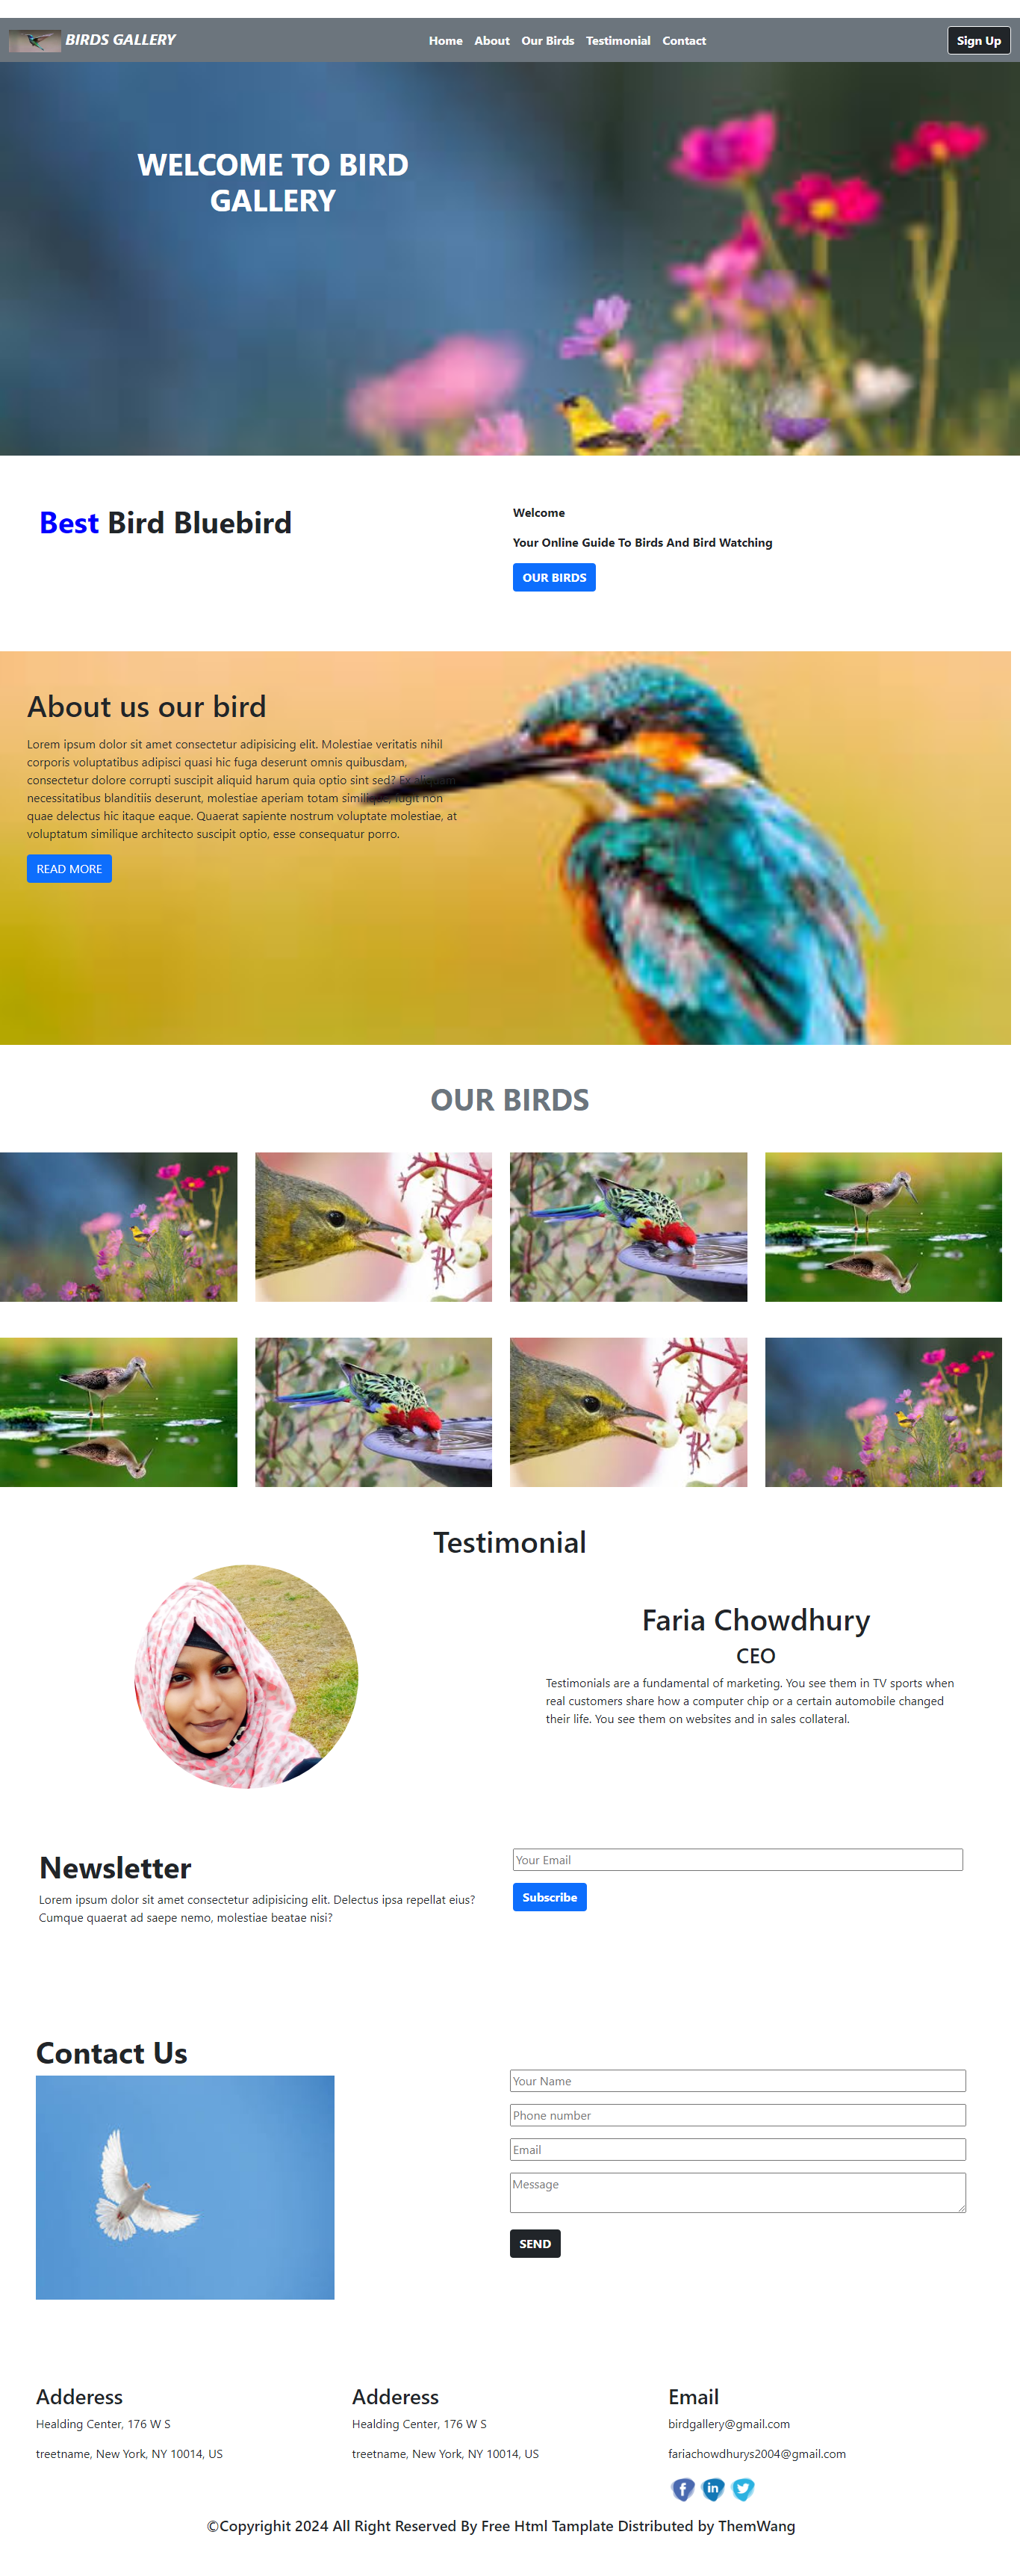 BIRDS GALLERY
Home About Our Birds Testimonial Contact
Sign Up
WELCOME TO BIRD
GALLERY
Best Bird Bluebird
Welcome
Your Online Guide To Birds And Bird Watching
OUR BIRDS
About us our bird
Lorem ipsum dolor sit amet consectetur adipisicing elit. Molestiae veritatis nihil
corporis voluptatibus adipisci quasi hic fuga deserunt omnis quibusdam,
consectetur dolore corrupti suscipit aliquid harum quia optio sint sed? Ex aliquam
necessitatibus blanditiis deserunt, molestiae aperiam totam similique, fugit non
quae delectus hic itaque eaque. Quaerat sapiente nostrum voluptate molestiae, at
voluptatum similique architecto suscipit optio, esse consequatur porro.
READ MORE
OUR BIRDS
Testimonial
Faria Chowdhury
CEO
Testimonials are a fundamental of marketing. You see them in TV sports when
real customers share how a computer chip or a certain automobile changed
their life. You see them on websites and in sales collateral.
Newsletter
Lorem ipsum dolor sit amet consectetur adipisicing elit. Delectus ipsa repellat eius?
Cumque quaerat ad saepe nemo, molestiae beatae nisi?
Your Email
Subscribe
Contact Us
Your Name
Phone number
Email
Message
SEND
Adderess
Healding Center, 176 W S
treetname, New York, NY 10014, US
Adderess
Healding Center, 176 W S
treetname, New York, NY 10014, US
Email
birdgallery@gmail.com
fariachowdhurys2004@gmail.com
f in
©Copyrighit 2024 All Right Reserved By Free Html Tamplate Distributed by ThemWang